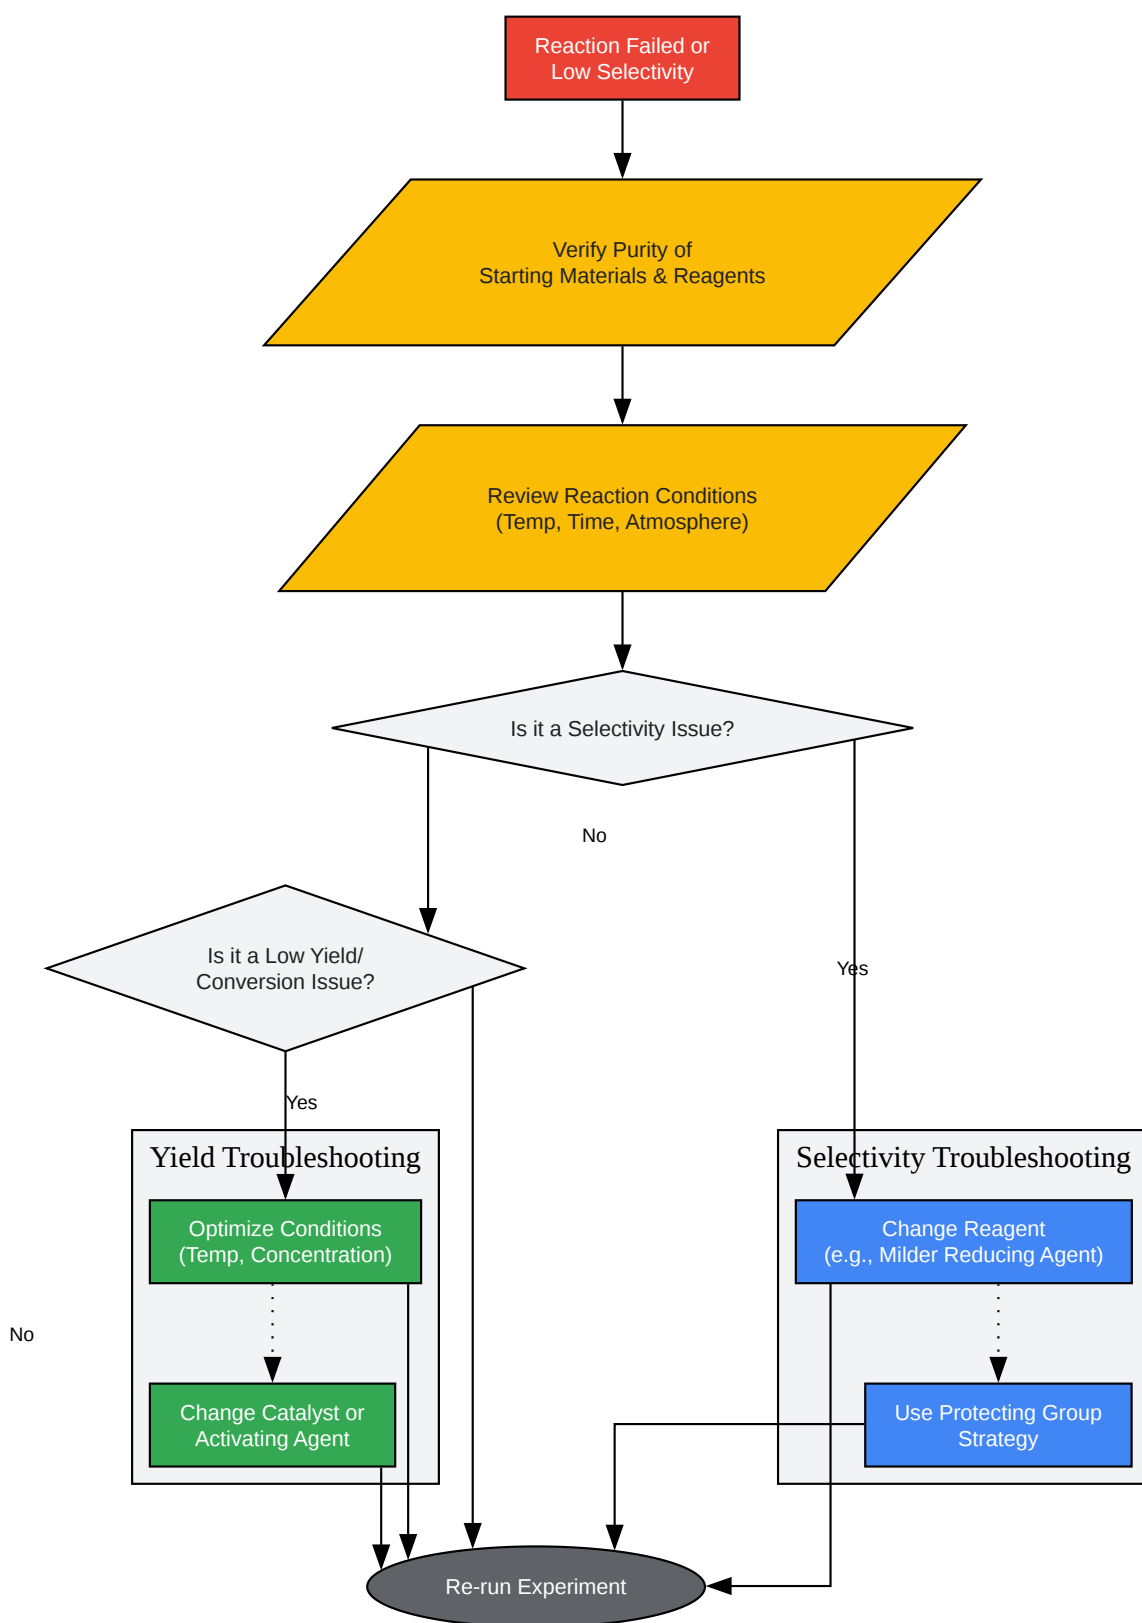 Reaction Failed or
Low Selectivity
Verify Purity of
Starting Materials & Reagents
Review Reaction Conditions
(Temp, Time, Atmosphere)
Is it a Selectivity Issue?
No
Is it a Low Yield/
Conversion Issue?
Yes
Yes
Yield Troubleshooting
Optimize Conditions
(Temp, Concentration)
No
Change Catalyst or
Activating Agent
Selectivity Troubleshooting
Change Reagent
(e.g., Milder Reducing Agent)
Use Protecting Group
Strategy
Re-run Experiment